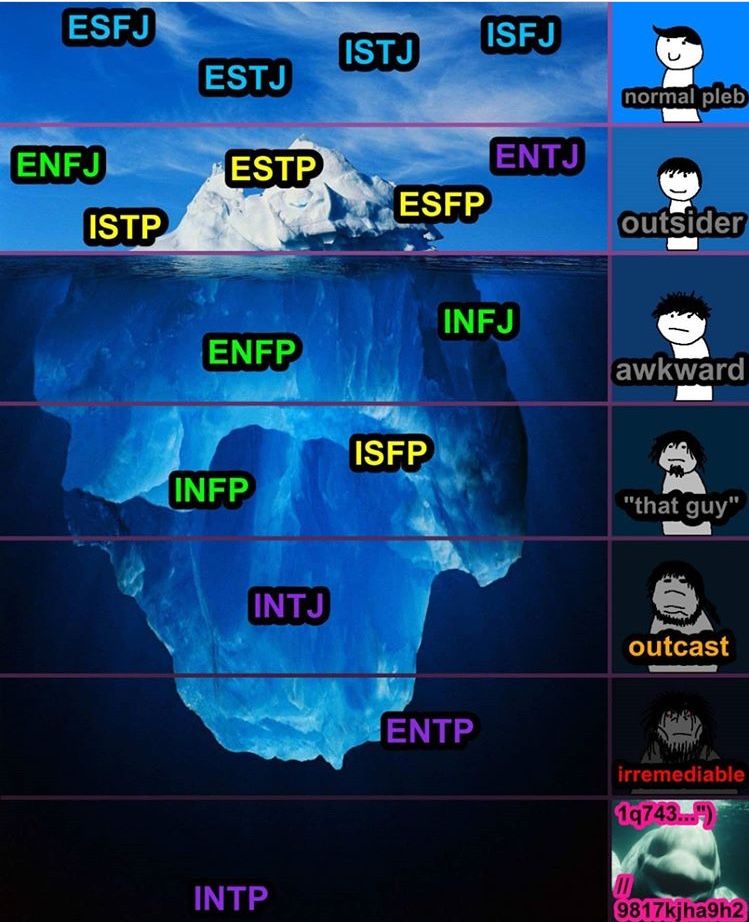 ESFJ
ESTJ
ISTJ
ISFJ
normal pleb
ENFJ
ESTP
ENTJ
ISTP
ESFP
outsider
ENFP
INFJ
awkward
INFP
ISFP
"that guy"
INTJ
outcast
ENTP
irremediable
INTP
1q743...")
//
9817kjha9h2